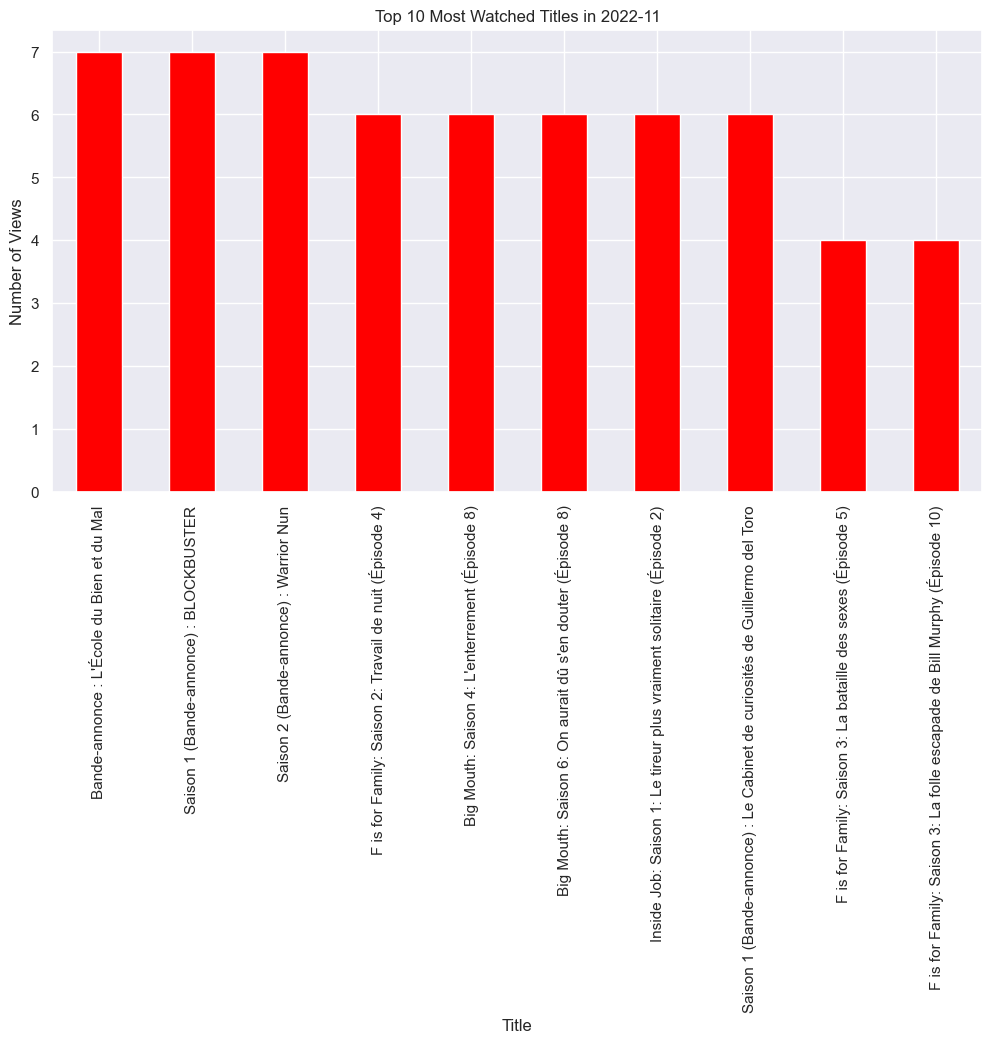 Top 10 Most Watched Titles in 2022-11
Number of Views
7
6
5
4
3
2
1
0
Bande-annonce : L'École du Bien et du Mal
Saison 1 (Bande-annonce) : BLOCKBUSTER
Saison 2 (Bande-annonce) : Warrior Nun
F is for Family: Saison 2: Travail de nuit (Épisode 4)
Big Mouth: Saison 4: L'enterrement (Épisode 8)
Big Mouth: Saison 6: On aurait dû s'en douter (Épisode 8)
Inside Job: Saison 1: Le tireur plus vraiment solitaire (Épisode 2)
Saison 1 (Bande-annonce) : Le Cabinet de curiosités de Guillermo del Toro
F is for Family: Saison 3: La bataille des sexes (Épisode 5)
F is for Family: Saison 3: La folle escapade de Bill Murphy (Épisode 10)
Title